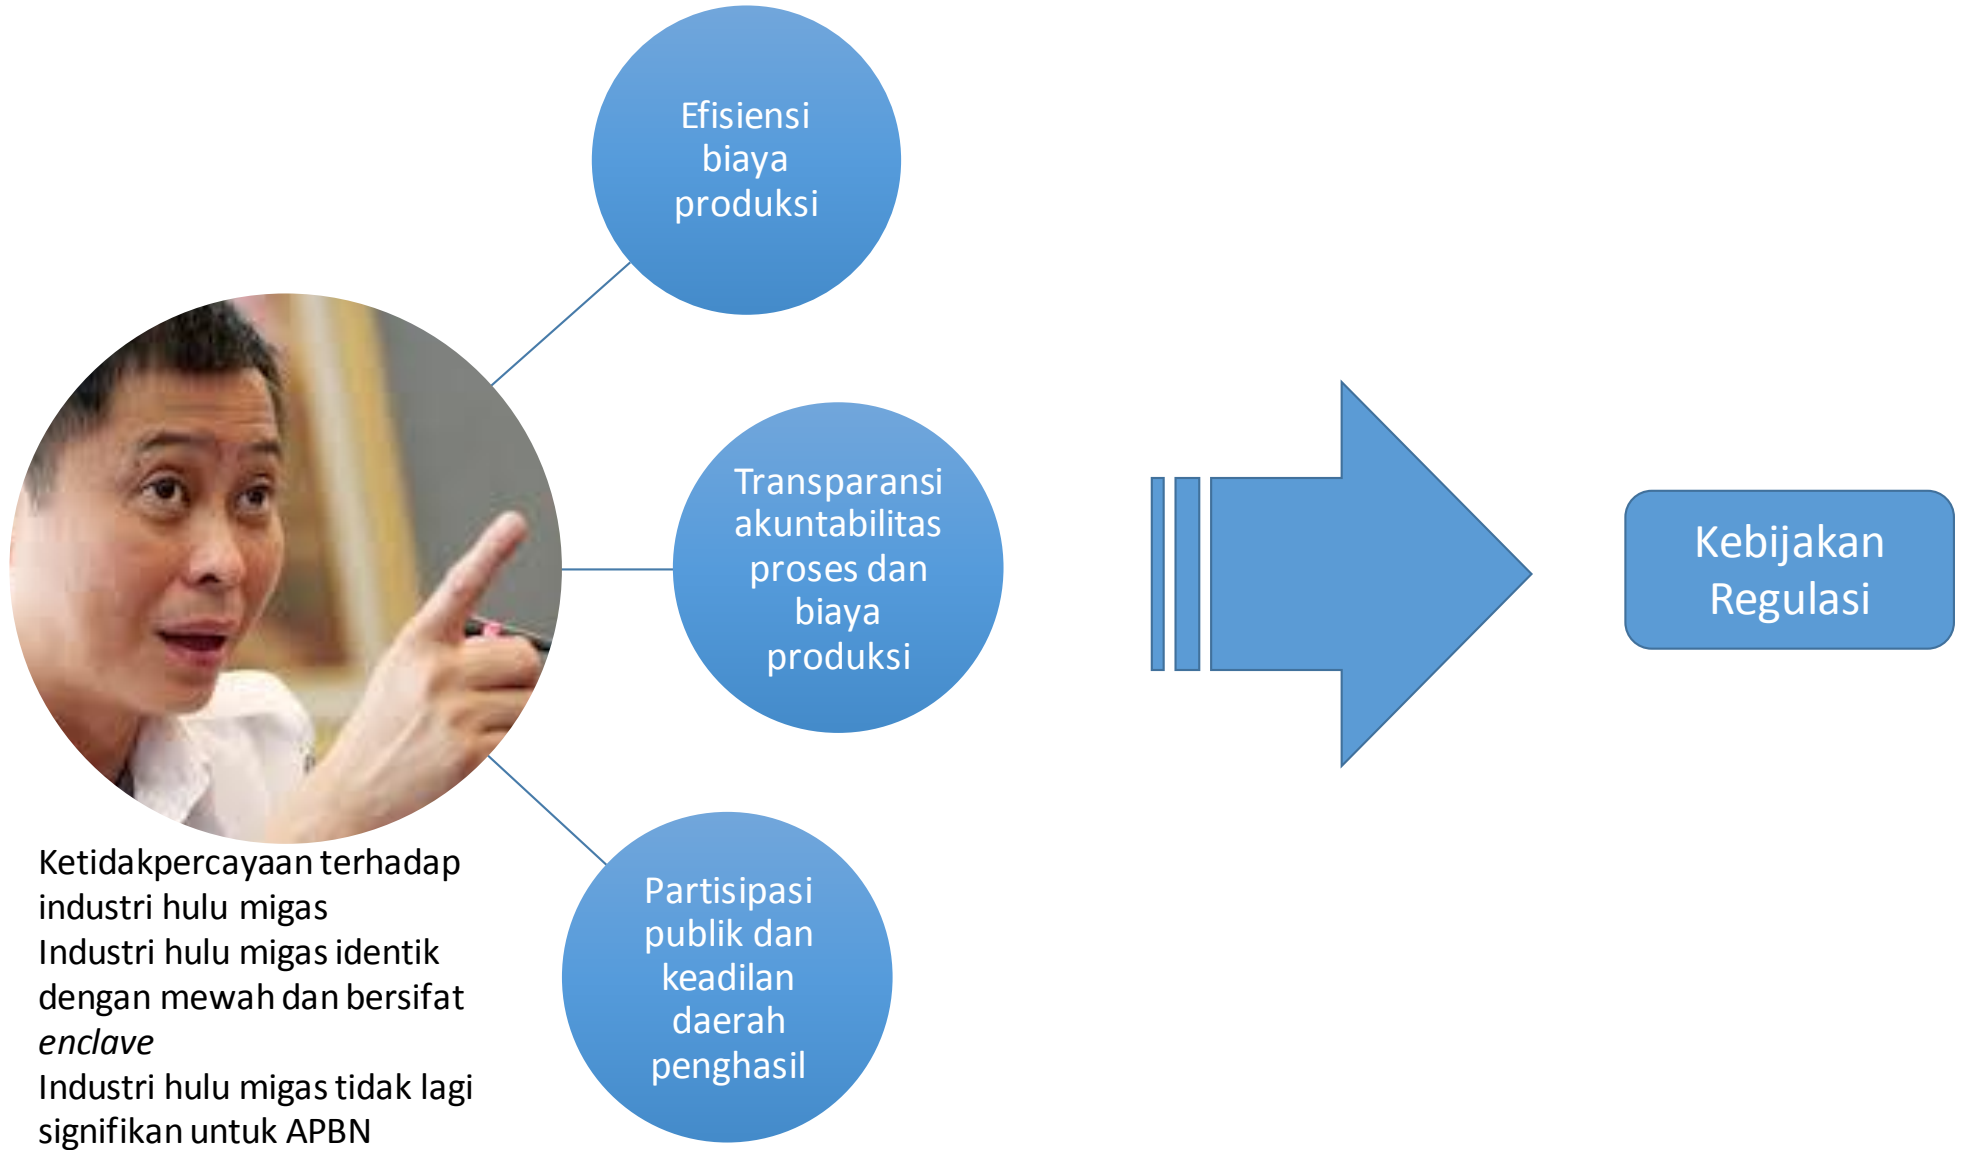 Efisiensi
biaya
produksi
Transparansi
akuntabilitas
proses dan
biaya
produksi
Kebijakan
Regulasi
Partisipasi
publik dan
keadilan
daerah
penghasil
Ketidakpercayaan terhadap
industri hulu migas
Industri hulu migas identik
dengan mewah dan bersifat
enclave
Industri hulu migas tidak lagi
signifikan untuk APBN